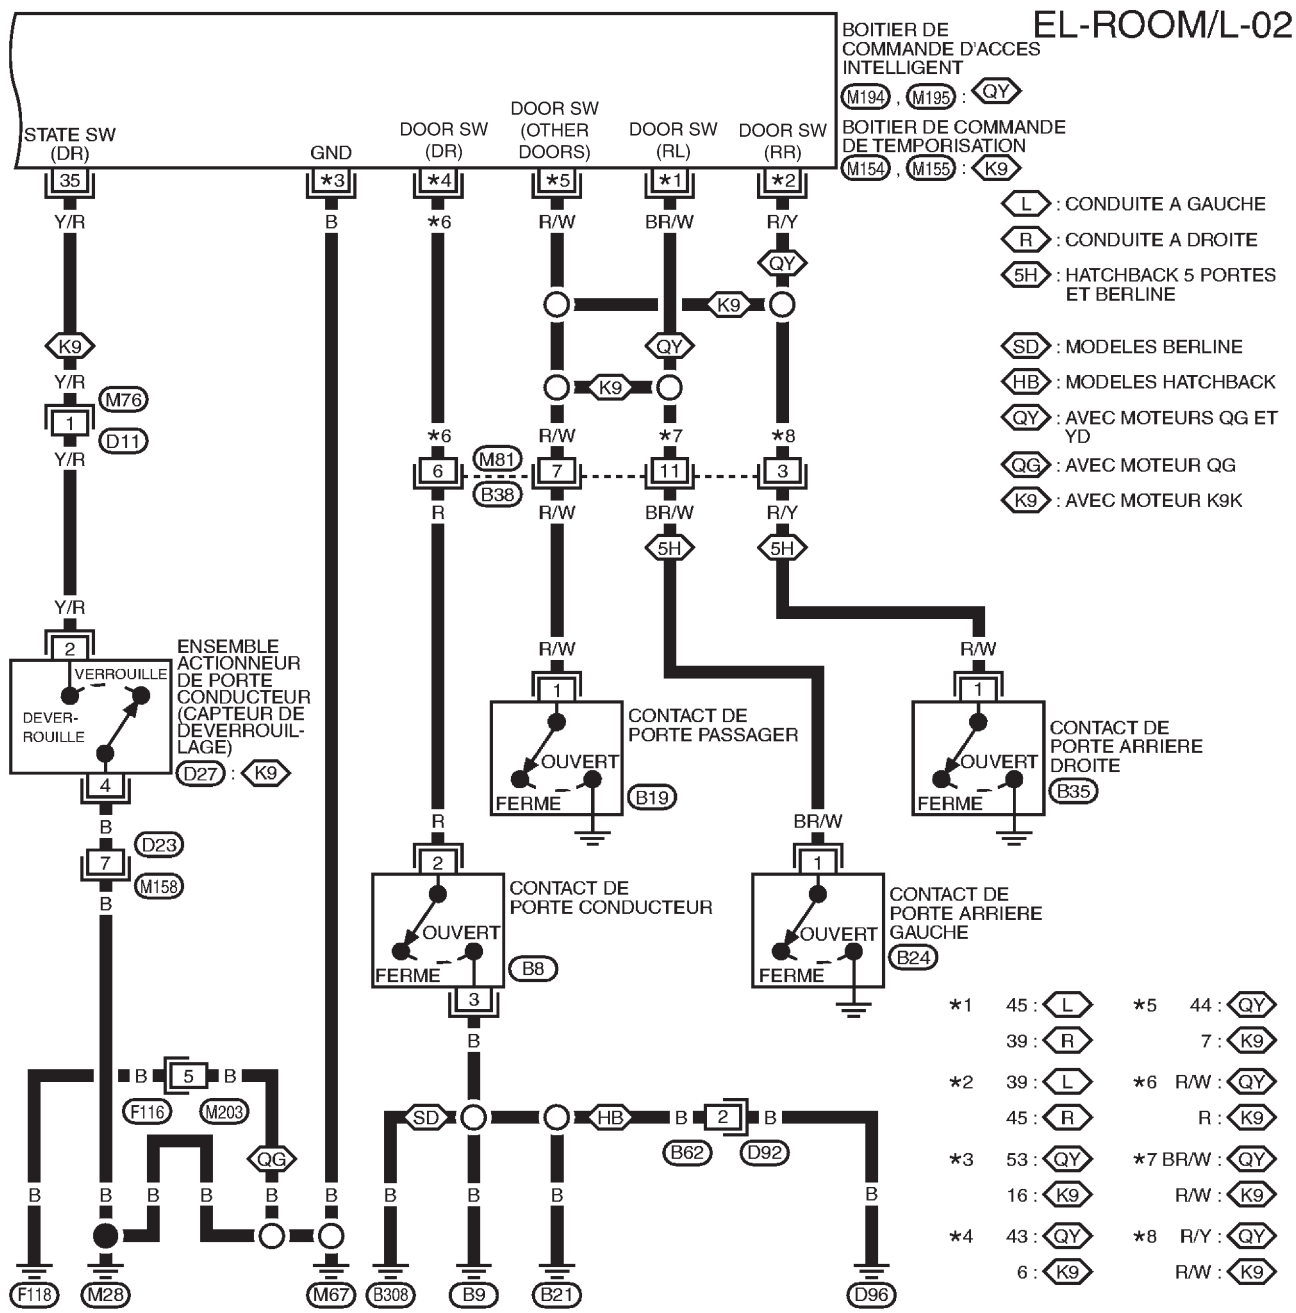 EL-ROOM/L-02
BOITIER DE
COMMANDE D'ACCES
INTELLIGENT
M194 , M195 : QY
BOITIER DE COMMANDE
DE TEMPORISATION
M154 , M155 : K9
STATE SW
(DR)
GND
DOOR SW
(DR)
DOOR SW
(OTHER
DOORS)
DOOR SW
(RL)
DOOR SW
(RR)
35 *3 *4 *5 *1 *2
Y/R B *6 R/W BR/W R/Y
L : CONDUITE A GAUCHE
R : CONDUITE A DROITE
5H : HATCHBACK 5 PORTES
ET BERLINE
SD : MODELES BERLINE
HB : MODELES HATCHBACK
QY : AVEC MOTEURS QG ET
YD
QG : AVEC MOTEUR QG
K9 : AVEC MOTEUR K9K
QY
K9
K9 QY
K9
Y/R
M76
1
D11
Y/R
*6 R/W *7 *8
6 M81 7 11 3
B38
R R/W BR/W R/Y
5H 5H
Y/R
2
VERROUILLE
DEVER-
ROUILLE
4
ENSEMBLE
ACTIONNEUR
DE PORTE
CONDUCTEUR
(CAPTEUR DE
DEVERROUIL-
LAGE)
D27 : K9
B
D23
7
M158
B
R/W
1
OUVERT
FERME
CONTACT DE
PORTE PASSAGER
B19
R/W
1
OUVERT
FERME
CONTACT DE
PORTE ARRIERE
DROITE
B35
R
2
OUVERT
FERME
3
CONTACT DE
PORTE CONDUCTEUR
B8
BR/W
1
OUVERT
FERME
CONTACT DE
PORTE ARRIERE
GAUCHE
B24
B
B 5 B
F116 M203
QG
SD HB B 2 B
B62 D92
B B B B B B B B B B
F118 M28 M67 B308 B9 B21 D96
*1 45 : L
39 : R
*2 39 : L
45 : R
*3 53 : QY
16 : K9
*4 43 : QY
6 : K9
*5 44 : QY
7 : K9
*6 R/W : QY
R : K9
*7 BR/W : QY
R/W : K9
*8 R/Y : QY
R/W : K9